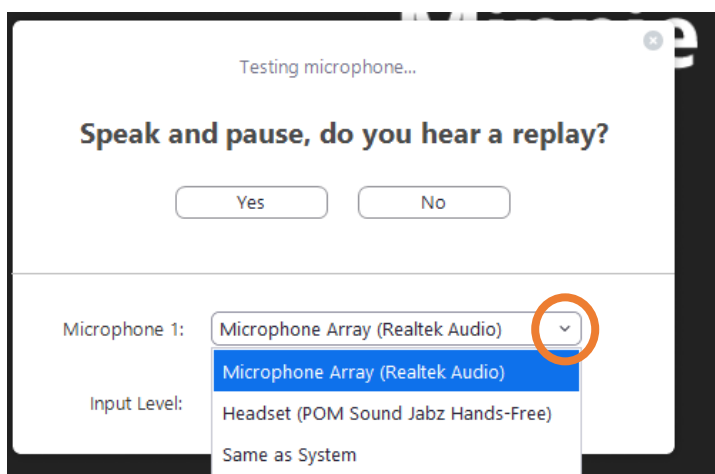 Minnie
Testing microphone...
Speak and pause, do you hear a replay?
Yes
No
Microphone 1:
Microphone Array (Realtek Audio)
Microphone Array (Realtek Audio)
Input Level:
Headset (POM Sound Jabz Hands-Free)
Same as System